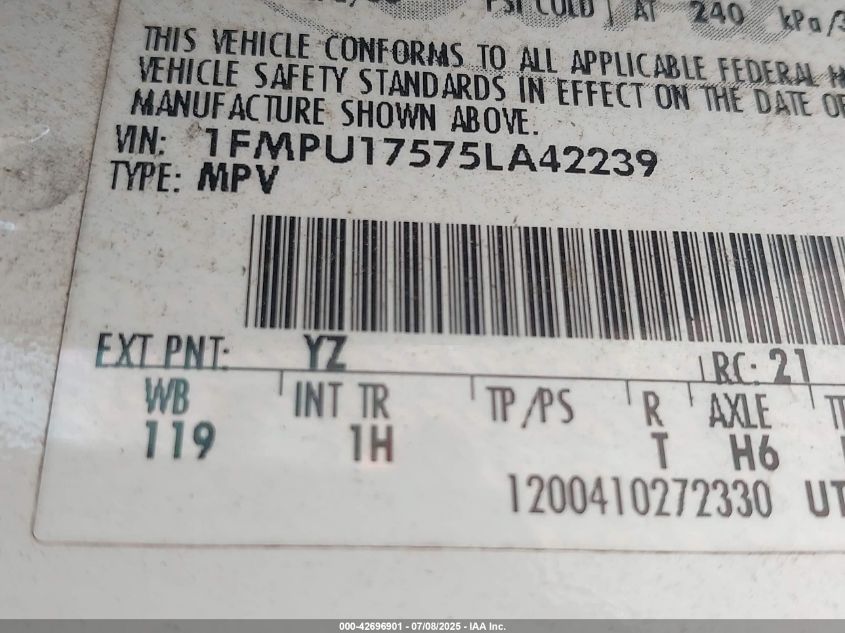 PSI COLD AT 240 kPa/3
THIS VEHICLE CONFORMS TO ALL APPLICABLE FEDERAL
VEHICLE SAFETY STANDARDS IN EFFECT ON THE DATE OF
MANUFACTURE SHOWN ABOVE.
VIN: 1FMPU17575LA42239
TYPE: MPV
EXT PNT: YZ RC: 21
WB INT TR TP/PS R AXLE
119 1H T H6
1200410272330 UT
000-42696901 - 07/08/2025 - IAA Inc.